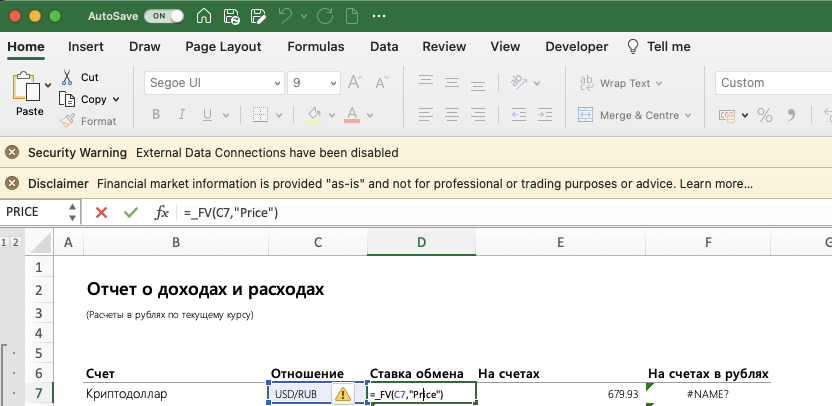 AutoSave ON
Home Insert Draw Page Layout Formulas Data Review View Developer Tell me
Paste
Cut
Copy
Format
Segoe UI 9 A A
B I U A
ab Wrap Text
Merge & Centre
Custom
%
Security Warning External Data Connections have been disabled
Disclaimer Financial market information is provided "as-is" and not for professional or trading purposes or advice. Learn more...
PRICE fx =_FV(C7,"Price")
1 2 A B C D E F G
1
2 Отчет о доходах и расходах
3 (Расчеты в рублях по текущему курсу)
5
6 Счет Отношение Ставка обмена На счетах На счетах в рублях
7 Криптодоллар USD/RUB =_FV(C7,"Price") 679.93 #NAME?